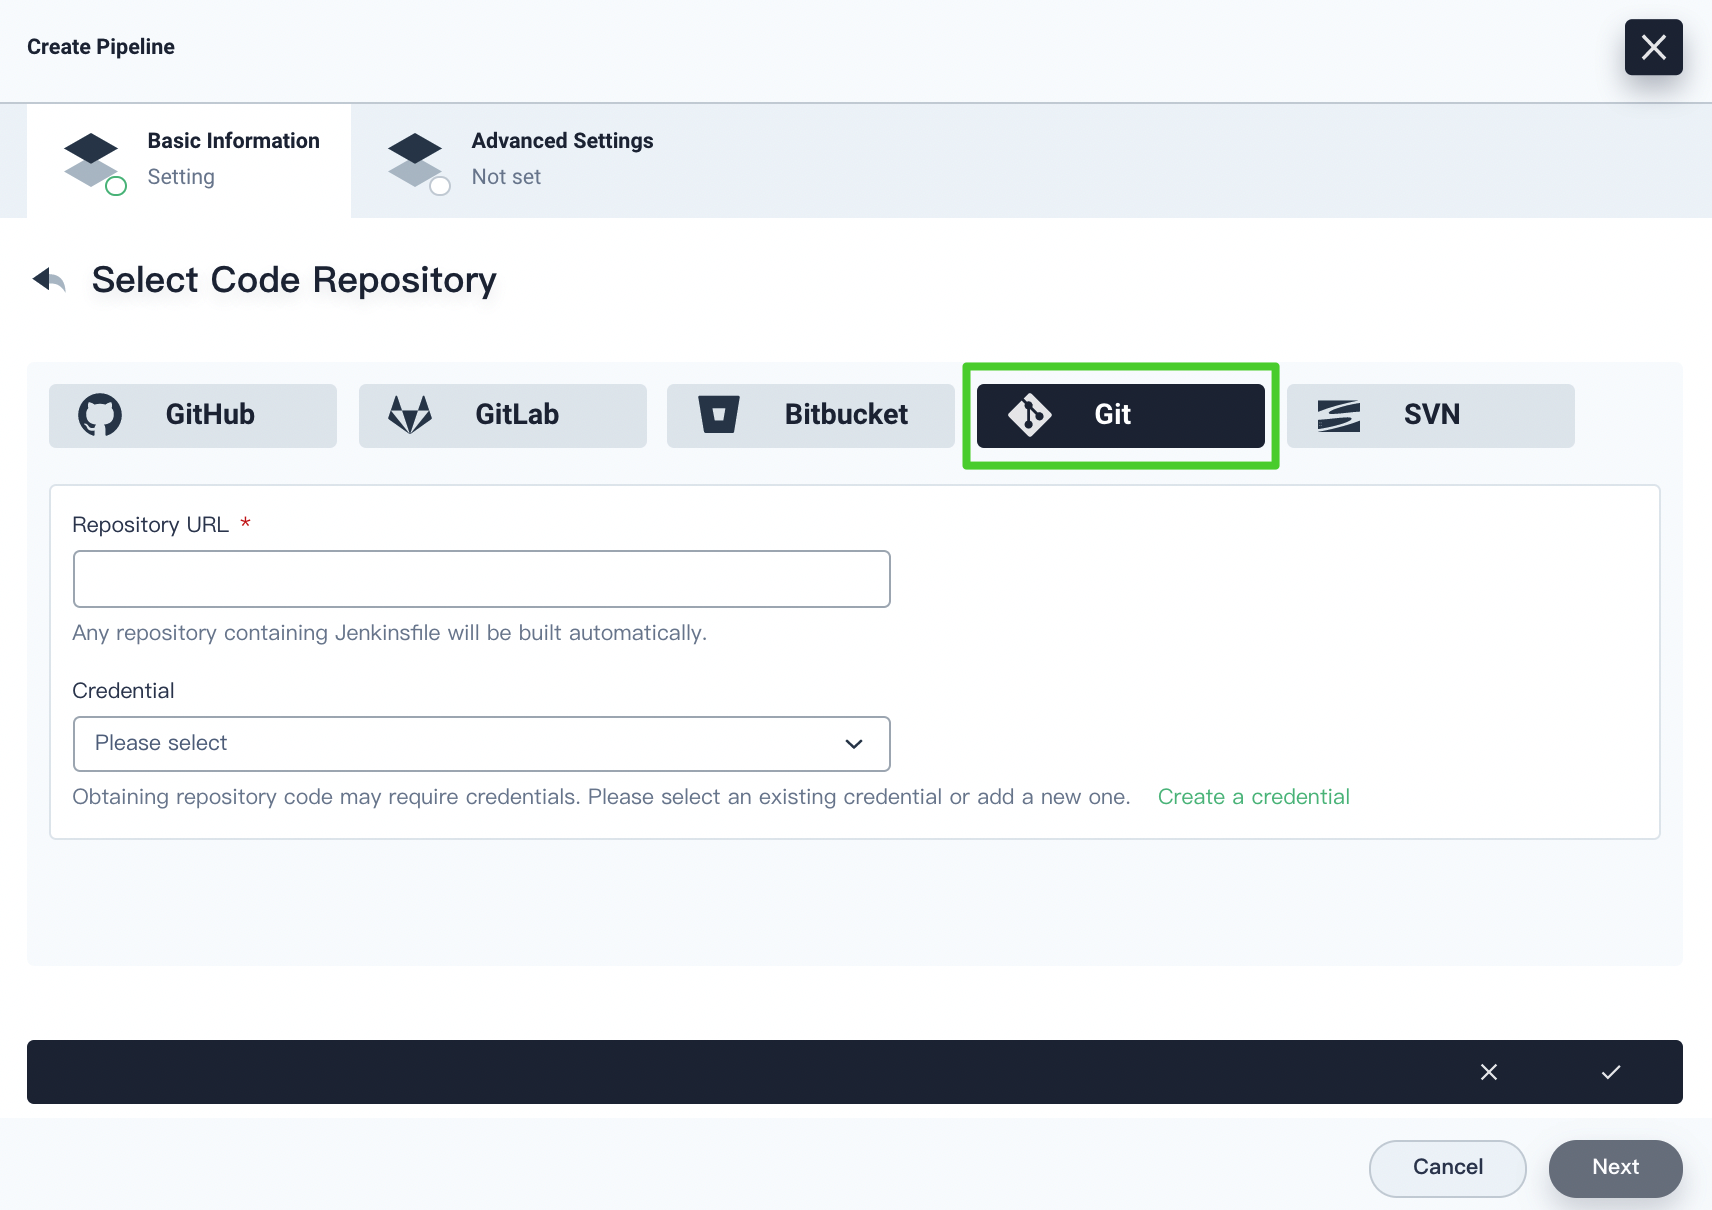 Create Pipeline
Basic Information
Setting
Advanced Settings
Not set
Select Code Repository
GitHub
GitLab
Bitbucket
Git
SVN
Repository URL *
Any repository containing Jenkinsfile will be built automatically.
Credential
Please select
Obtaining repository code may require credentials. Please select an existing credential or add a new one. Create a credential
Cancel
Next